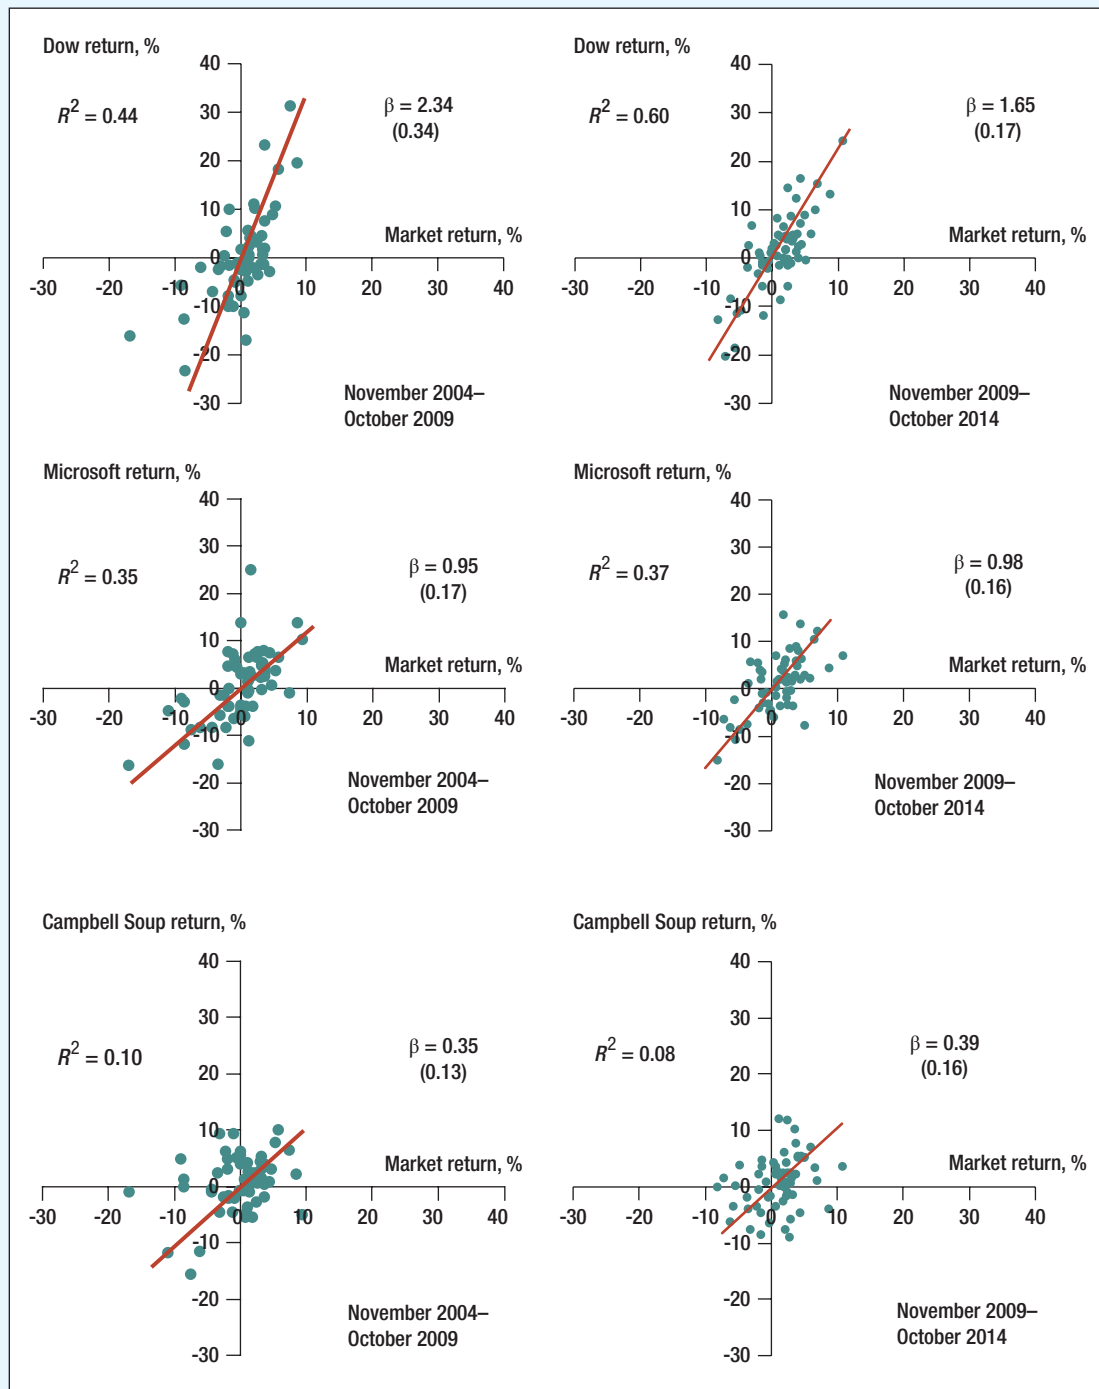 Dow return, %
40
30
20
10
0
-10
-20
-30
-30
-20
-10
0
10
20
30
40
R² = 0.44
β = 2.34
(0.34)
Market return, %
November 2004–
October 2009
Dow return, %
40
30
20
10
0
-10
-20
-30
-30
-20
-10
0
10
20
30
40
R² = 0.60
β = 1.65
(0.17)
Market return, %
November 2009–
October 2014
Microsoft return, %
40
30
20
10
0
-10
-20
-30
-30
-20
-10
0
10
20
30
40
R² = 0.35
β = 0.95
(0.17)
Market return, %
November 2004–
October 2009
Microsoft return, %
40
30
20
10
0
-10
-20
-30
-30
-20
-10
0
10
20
30
40
R² = 0.37
β = 0.98
(0.16)
Market return, %
November 2009–
October 2014
Campbell Soup return, %
40
30
20
10
0
-10
-20
-30
-30
-20
-10
0
10
20
30
40
R² = 0.10
β = 0.35
(0.13)
Market return, %
November 2004–
October 2009
Campbell Soup return, %
40
30
20
10
0
-10
-20
-30
-30
-20
-10
0
10
20
30
40
R² = 0.08
β = 0.39
(0.16)
Market return, %
November 2009–
October 2014